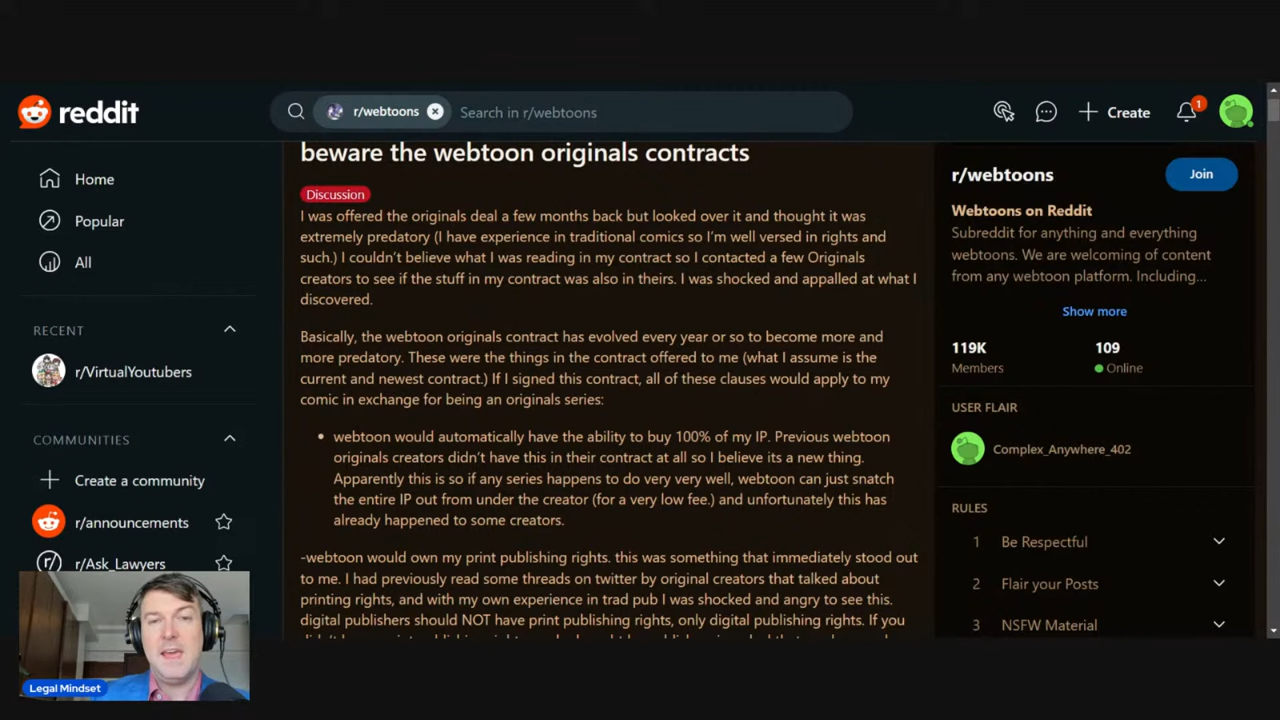 reddit
r/webtoons
Search in r/webtoons
Create
1
Home
Popular
All
RECENT
r/VirtualYoutubers
COMMUNITIES
Create a community
r/announcements
r/Ask_Lawyers
Legal Mindset
beware the webtoon originals contracts
Discussion
I was offered the originals deal a few months back but looked over it and thought it was
extremely predatory (I have experience in traditional comics so I'm well versed in rights and
such.) I couldn't believe what I was reading in my contract so I contacted a few Originals
creators to see if the stuff in my contract was also in theirs. I was shocked and appalled at what I
discovered.
Basically, the webtoon originals contract has evolved every year or so to become more and
more predatory. These were the things in the contract offered to me (what I assume is the
current and newest contract.) If I signed this contract, all of these clauses would apply to my
comic in exchange for being an originals series:
• webtoon would automatically have the ability to buy 100% of my IP. Previous webtoon
originals creators didn't have this in their contract at all so I believe its a new thing.
Apparently this is so if any series happens to do very very well, webtoon can just snatch
the entire IP out from under the creator (for a very low fee.) and unfortunately this has
already happened to some creators.
-webtoon would own my print publishing rights. this was something that immediately stood out
to me. I had previously read some threads on twitter by original creators that talked about
printing rights, and with my own experience in trad pub I was shocked and angry to see this.
digital publishers should NOT have print publishing rights, only digital publishing rights. If you
r/webtoons
Join
Webtoons on Reddit
Subreddit for anything and everything
webtoons. We are welcoming of content
from any webtoon platform. Including...
Show more
119K
109
Members
Online
USER FLAIR
Complex_Anywhere_402
RULES
1 Be Respectful
2 Flair your Posts
3 NSFW Material